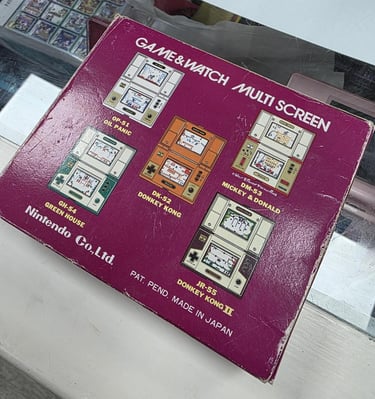 GAME&WATCH MULTI SCREEN
OP-51
OIL PANIC
DK-52
DONKEY KONG
DM-53
MICKEY & DONALD
GH-54
GREEN HOUSE
JR-55
DONKEY KONG II
Nintendo Co., Ltd.
PAT. PEND. MADE IN JAPAN